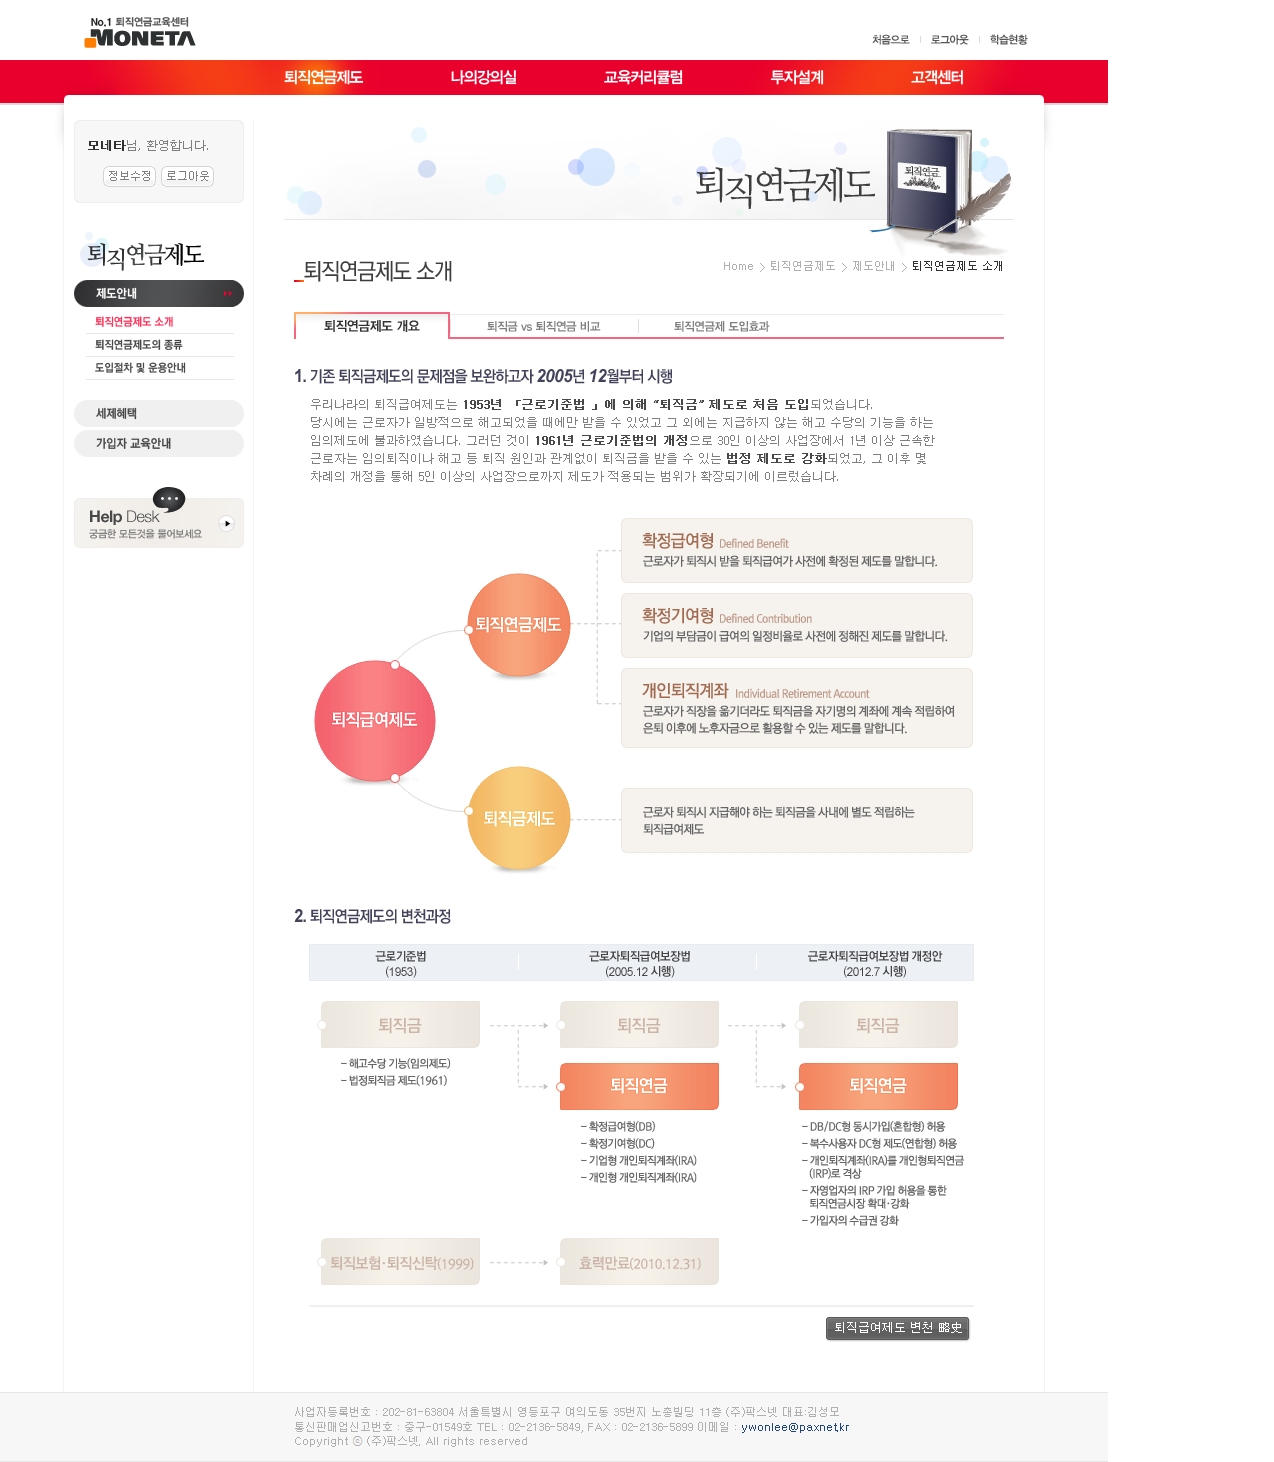 No.1 퇴직연금교육센터
MONETA
처음으로 로그아웃 학습현황
퇴직연금제도 나의강의실 교육커리큘럼 투자설계 고객센터
모네타님, 환영합니다.
정보수정 로그아웃
퇴직연금제도
퇴직연금
퇴직연금제도
제도안내
퇴직연금제도 소개
퇴직연금제도의 종류
도입절차 및 운용안내
세제혜택
가입자 교육안내
Help Desk
궁금한 모든것을 물어보세요
퇴직연금제도 소개
Home > 퇴직연금제도 > 제도안내 > 퇴직연금제도 소개
퇴직연금제도 개요 퇴직금 vs 퇴직연금 비교 퇴직연금제 도입효과
1. 기존 퇴직금제도의 문제점을 보완하고자 2005년 12월부터 시행
우리나라의 퇴직급여제도는 1953년 「근로기준법 」에 의해 “퇴직금” 제도로 처음 도입되었습니다.
당시에는 근로자가 일방적으로 해고되었을 때에만 받을 수 있었고 그 외에는 지급하지 않는 해고 수당의 기능을 하는
임의제도에 불과하였습니다. 그러던 것이 1961년 근로기준법의 개정으로 30인 이상의 사업장에서 1년 이상 근속한
근로자는 임의퇴직이나 해고 등 퇴직 원인과 관계없이 퇴직금을 받을 수 있는 법정 제도로 강화되었고, 그 이후 몇
차례의 개정을 통해 5인 이상의 사업장으로까지 제도가 적용되는 범위가 확장되기에 이르렀습니다.
확정급여형 Defined Benefit
근로자가 퇴직시 받을 퇴직급여가 사전에 확정된 제도를 말합니다.
퇴직연금제도
확정기여형 Defined Contribution
기업의 부담금이 급여의 일정비율로 사전에 정해진 제도를 말합니다.
개인퇴직계좌 Individual Retirement Account
근로자가 직장을 옮기더라도 퇴직금을 자기명의 계좌에 계속 적립하여
은퇴 이후에 노후자금으로 활용할 수 있는 제도를 말합니다.
퇴직급여제도
퇴직금제도
근로자 퇴직시 지급해야 하는 퇴직금을 사내에 별도 적립하는
퇴직급여제도
2. 퇴직연금제도의 변천과정
근로기준법 근로자퇴직급여보장법 근로자퇴직급여보장법 개정안
(1953) (2005.12 시행) (2012.7 시행)
퇴직금 퇴직금 퇴직금
– 해고수당 기능(임의제도)
– 법정퇴직금 제도(1961)
퇴직연금 퇴직연금
– 확정급여형(DB)
– 확정기여형(DC)
– 기업형 개인퇴직계좌(IRA)
– 개인형 개인퇴직계좌(IRA)
– DB/DC형 동시가입(혼합형) 허용
– 복수사용자 DC형 제도(연합형) 허용
– 개인퇴직계좌(IRA)를 개인형퇴직연금
(IRP)로 격상
– 자영업자의 IRP 가입 허용을 통한
퇴직연금시장 확대·강화
– 가입자의 수급권 강화
퇴직보험·퇴직신탁(1999) 효력만료(2010.12.31)
퇴직급여제도 변천 略史
사업자등록번호 : 202-81-63804 서울특별시 영등포구 여의도동 35번지 노총빌딩 11층 (주)팍스넷 대표:김성모
통신판매업신고번호 : 중구-01549호 TEL : 02-2136-5849, FAX : 02-2136-5899 이메일 : ywonlee@paxnet.kr
Copyright ⓒ (주)팍스넷, All rights reserved